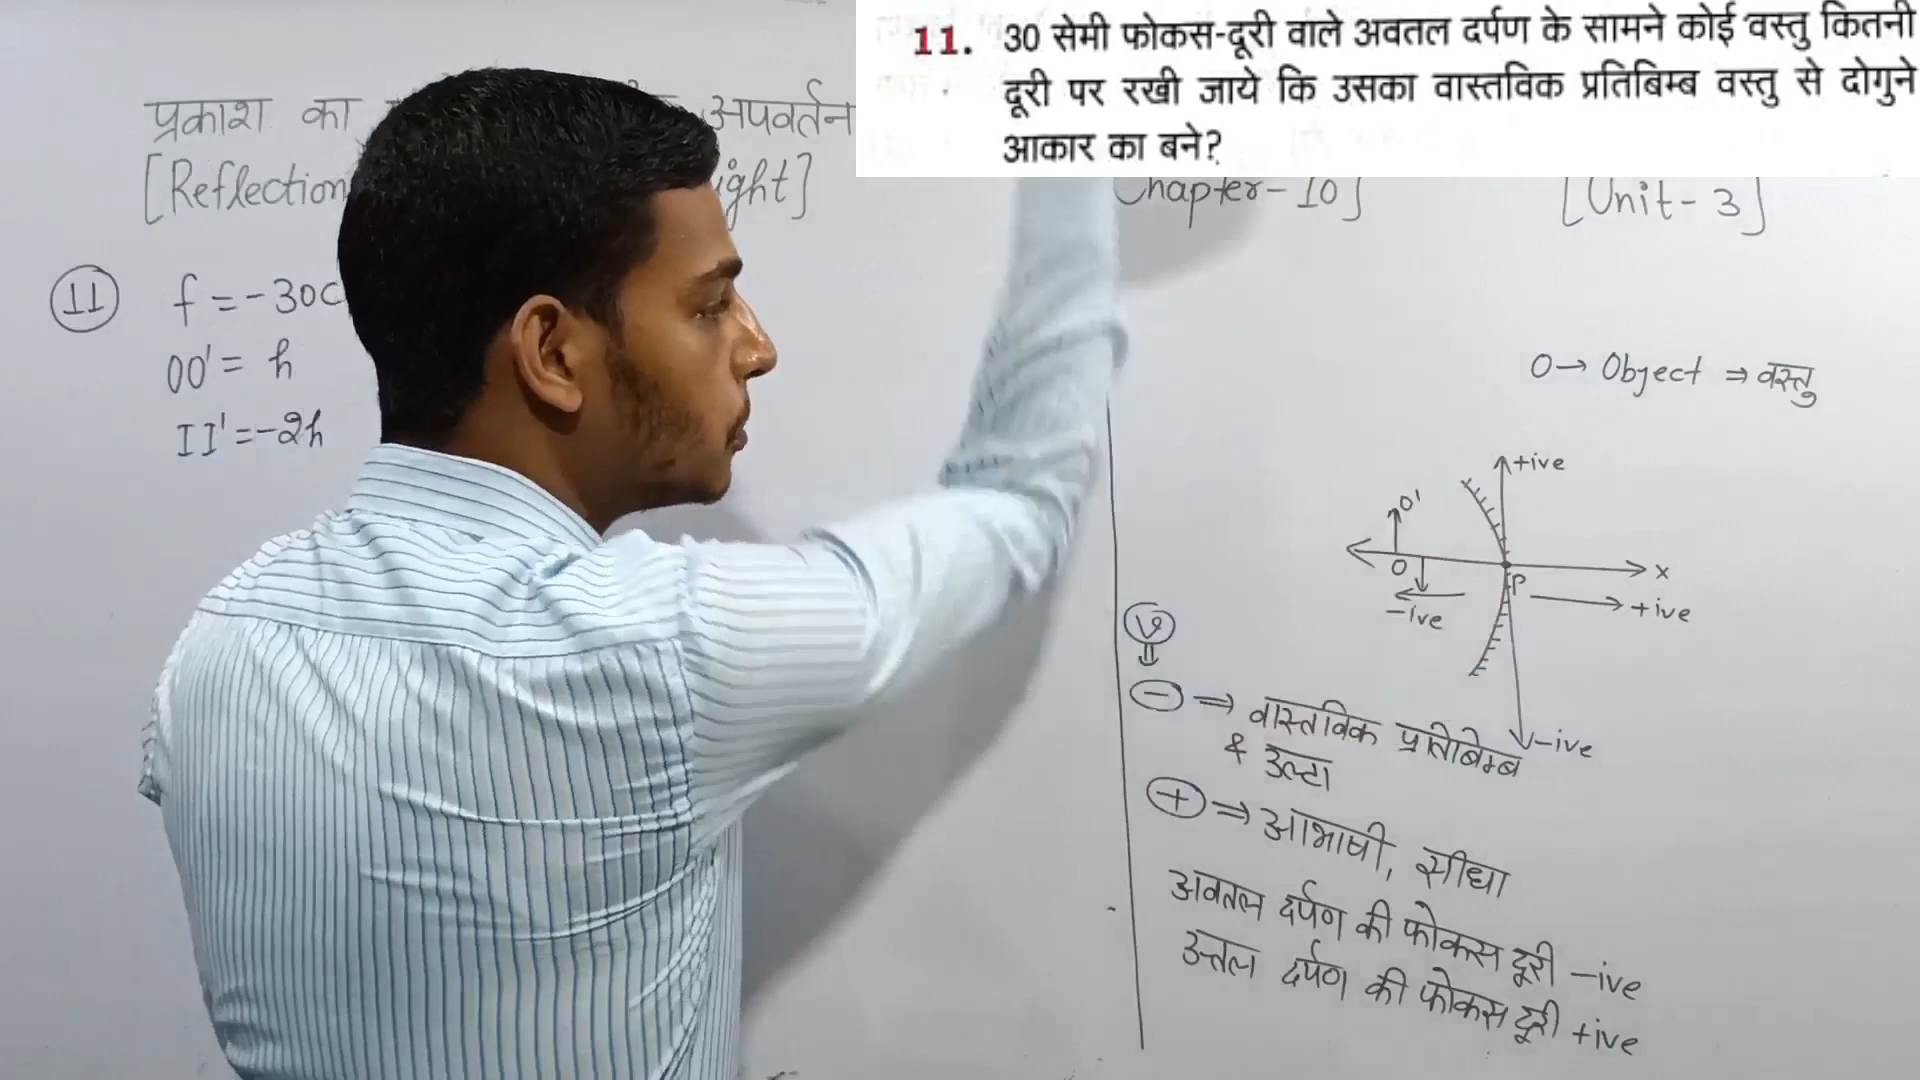 11. 30 सेमी फोकस-दूरी वाले अवतल दर्पण के सामने कोई वस्तु कितनी
दूरी पर रखी जाये कि उसका वास्तविक प्रतिबिम्ब वस्तु से दोगुने
आकार का बने?
प्रकाश का अपवर्तन
[Reflection ight]
Chapter-10]
[Unit-3]
11 f = -30c
OO' = h
II' = -2h
O→ Object ⇒ वस्तु
+ive
O'
O
P
x
-ive
+ive
-ive
v
⇓
- ⇒ वास्तविक प्रतिबिम्ब
& उल्टा
+ ⇒ आभाषी, सीधा
अवतल दर्पण की फोकस दूरी -ive
उत्तल दर्पण की फोकस दूरी +ive